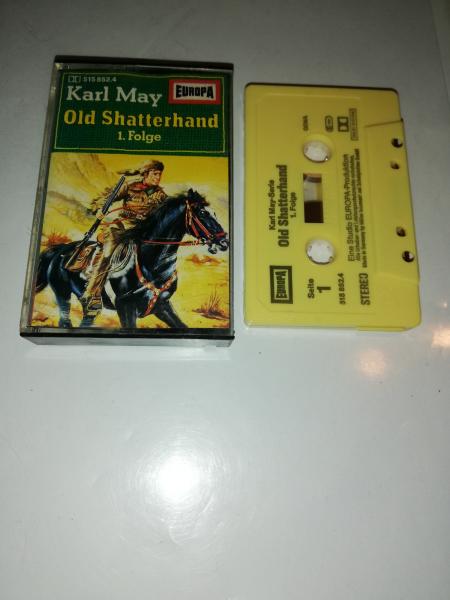 515 852.4
Karl May
EUROPA
Old Shatterhand
1. Folge
Karl May-Serie
Old Shatterhand
1. Folge
GEMA
EUROPA
Seite
1
Eine Studio EUROPA-Produktion
515 852.4
STEREO